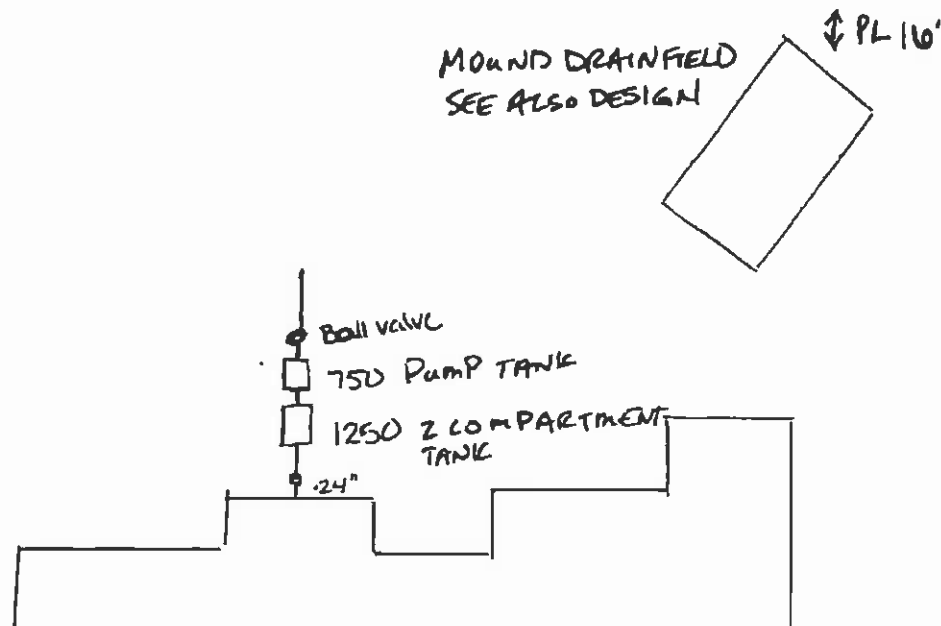 PL 16'
MOUND DRAINFIELD
SEE ALSO DESIGN
Ball valve
750 PUMP TANK
1250 2 COMPARTMENT
TANK
.24"